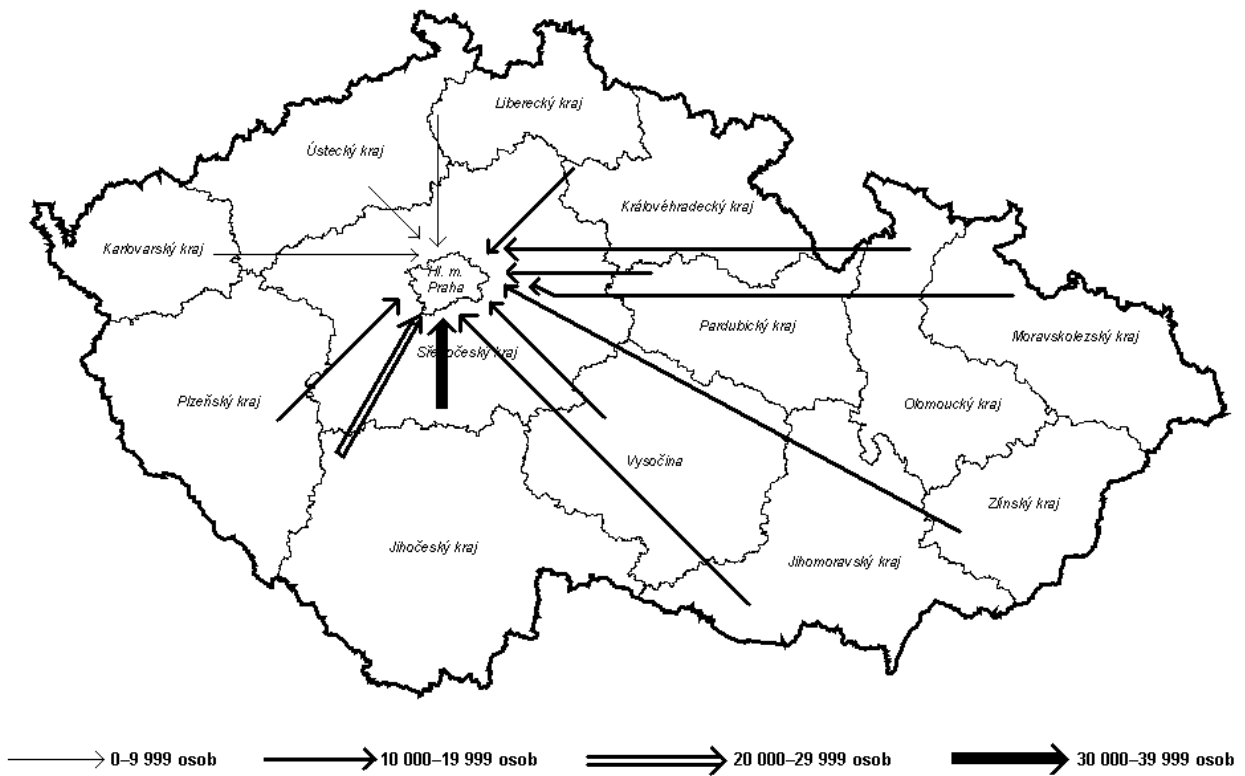 Liberecký kraj
Ústecký kraj
Královéhradecký kraj
Karlovarský kraj
Hl. m.
Praha
Pardubický kraj
Moravskolezský kraj
Středočeský kraj
Plzeňský kraj
Olomoucký kraj
Vysočina
Zlínský kraj
Jihočeský kraj
Jihomoravský kraj
0–9 999 osob
10 000–19 999 osob
20 000–29 999 osob
30 000–39 999 osob